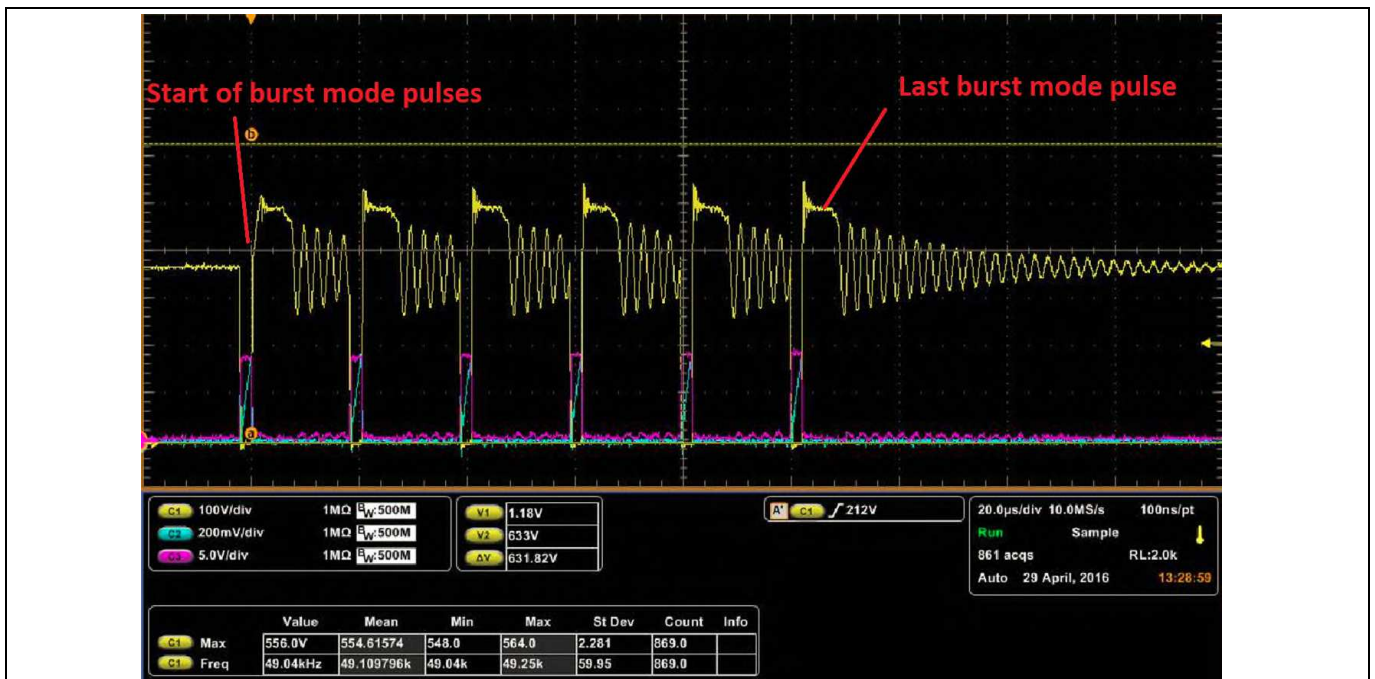 Start of burst mode pulses
Last burst mode pulse
b
a
C1 100V/div 1MΩ BW:500M
C2 200mV/div 1MΩ BW:500M
C3 5.0V/div 1MΩ BW:500M
V1 1.18V
V2 633V
ΔV 631.82V
A' C1 212V
20.0µs/div 10.0MS/s 100ns/pt
Run Sample
861 acqs RL:2.0k
Auto 29 April, 2016 13:28:59
Value Mean Min Max St Dev Count Info
C1 Max 556.0V 554.61574 548.0 564.0 2.281 869.0
C1 Freq 49.04kHz 49.109796k 49.04k 49.25k 59.95 869.0